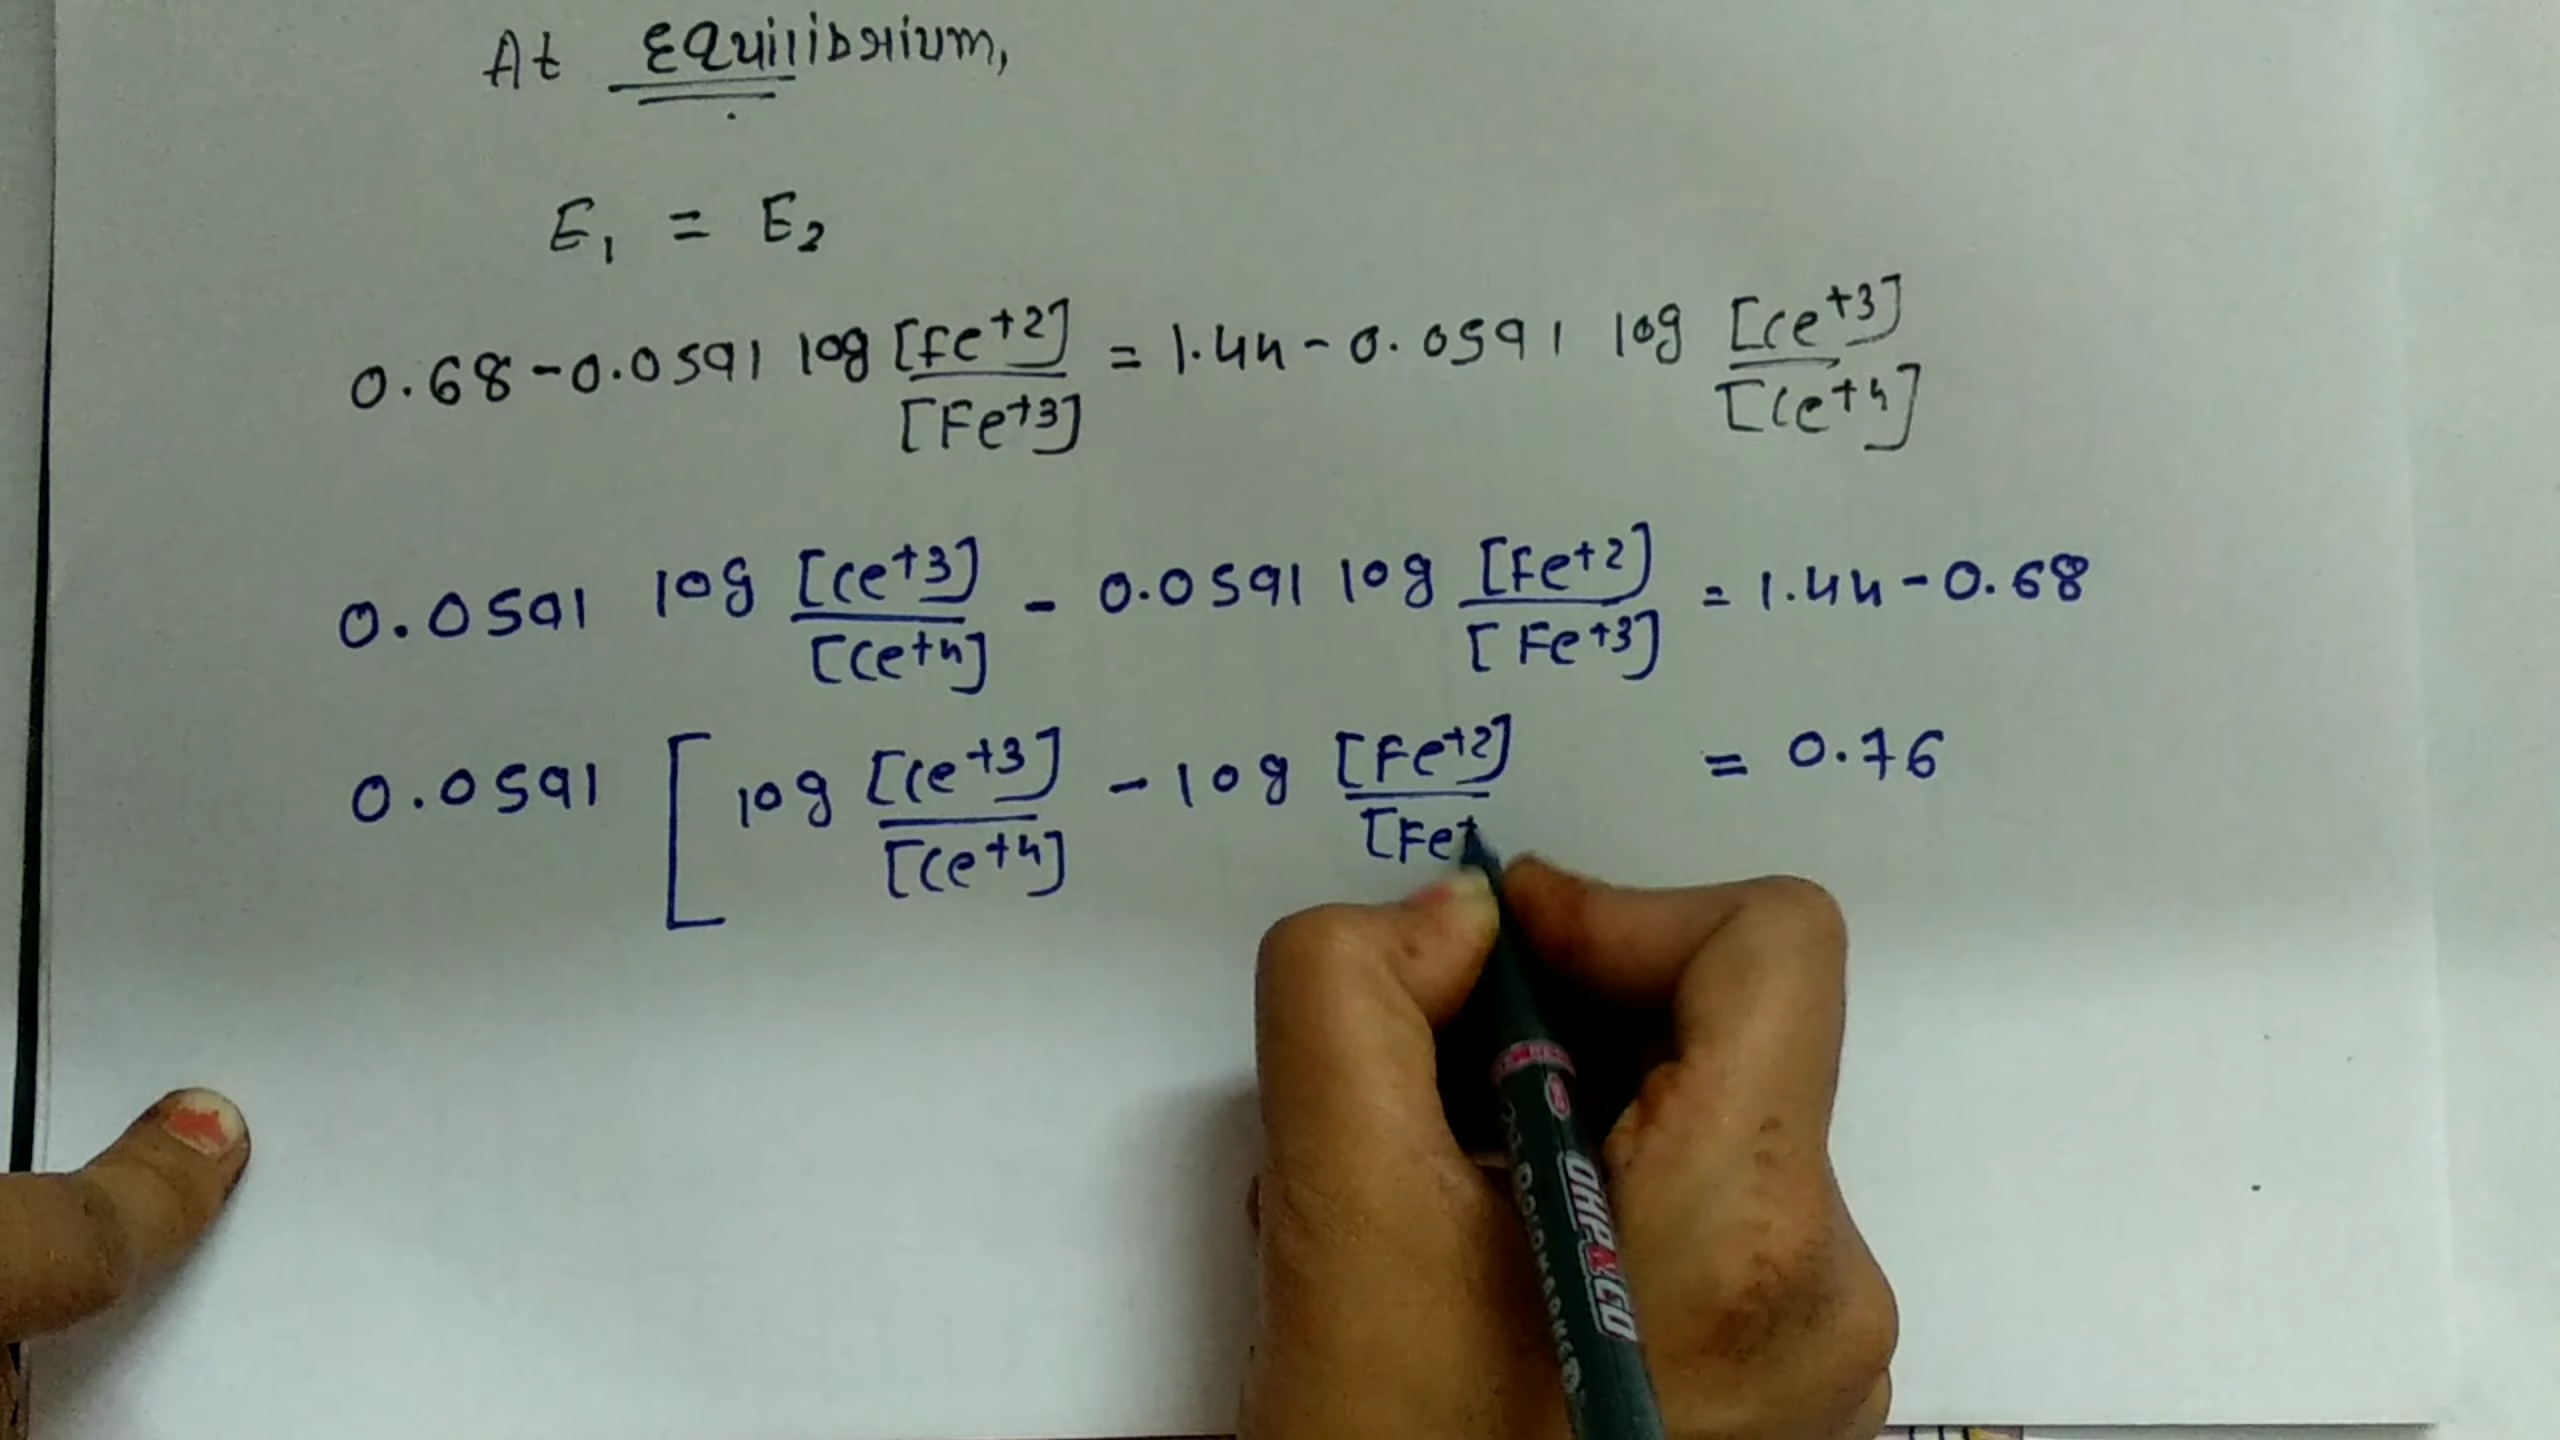 At Equilibrium,
E₁ = E₂
0.68 - 0.0591 log [Fe⁺²]/[Fe⁺³] = 1.44 - 0.0591 log [Ce⁺³]/[Ce⁺⁴]
0.0591 log [Ce⁺³]/[Ce⁺⁴] - 0.0591 log [Fe⁺²]/[Fe⁺³] = 1.44 - 0.68
0.0591 [ log [Ce⁺³]/[Ce⁺⁴] - log [Fe⁺²]/[Fe⁺ = 0.76